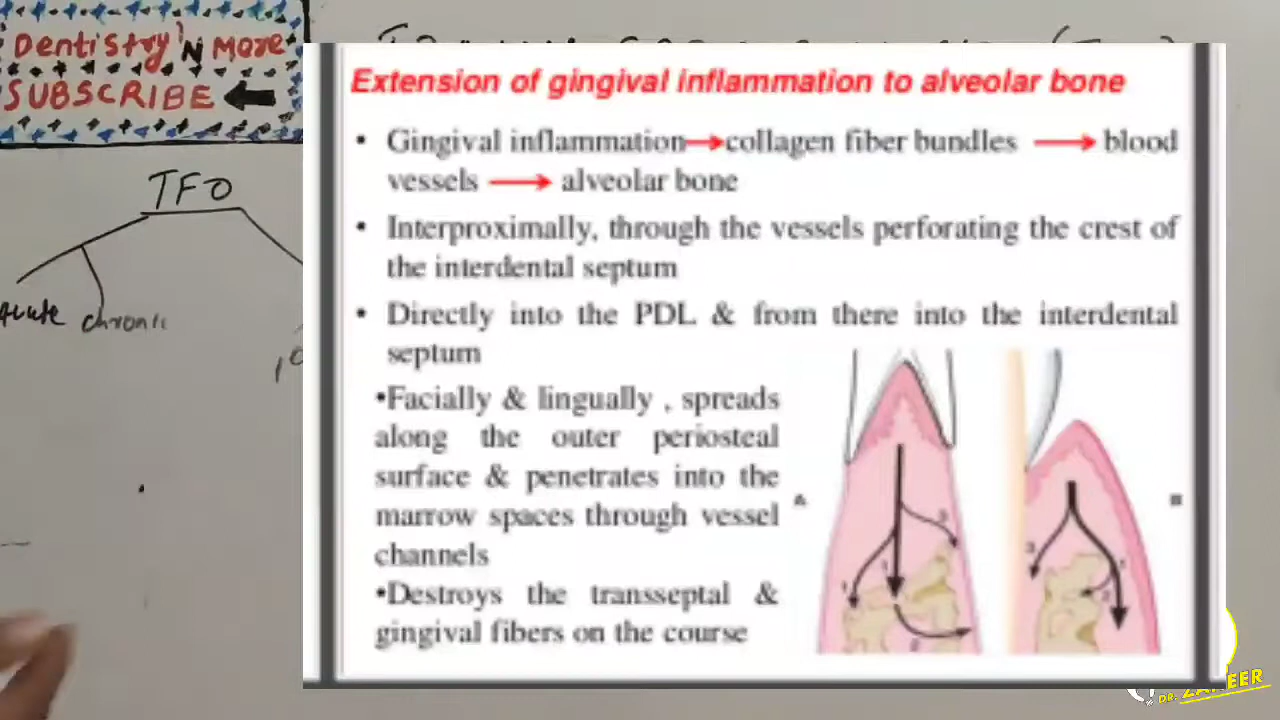 Dentistry'N More
SUBSCRIBE
TFO
Acute
chronic
Extension of gingival inflammation to alveolar bone
• Gingival inflammation→collagen fiber bundles → blood
vessels → alveolar bone
• Interproximally, through the vessels perforating the crest of
the interdental septum
• Directly into the PDL & from there into the interdental
septum
•Facially & lingually , spreads
along the outer periosteal
surface & penetrates into the
marrow spaces through vessel
channels
•Destroys the transseptal &
gingival fibers on the course
A
B
DR.